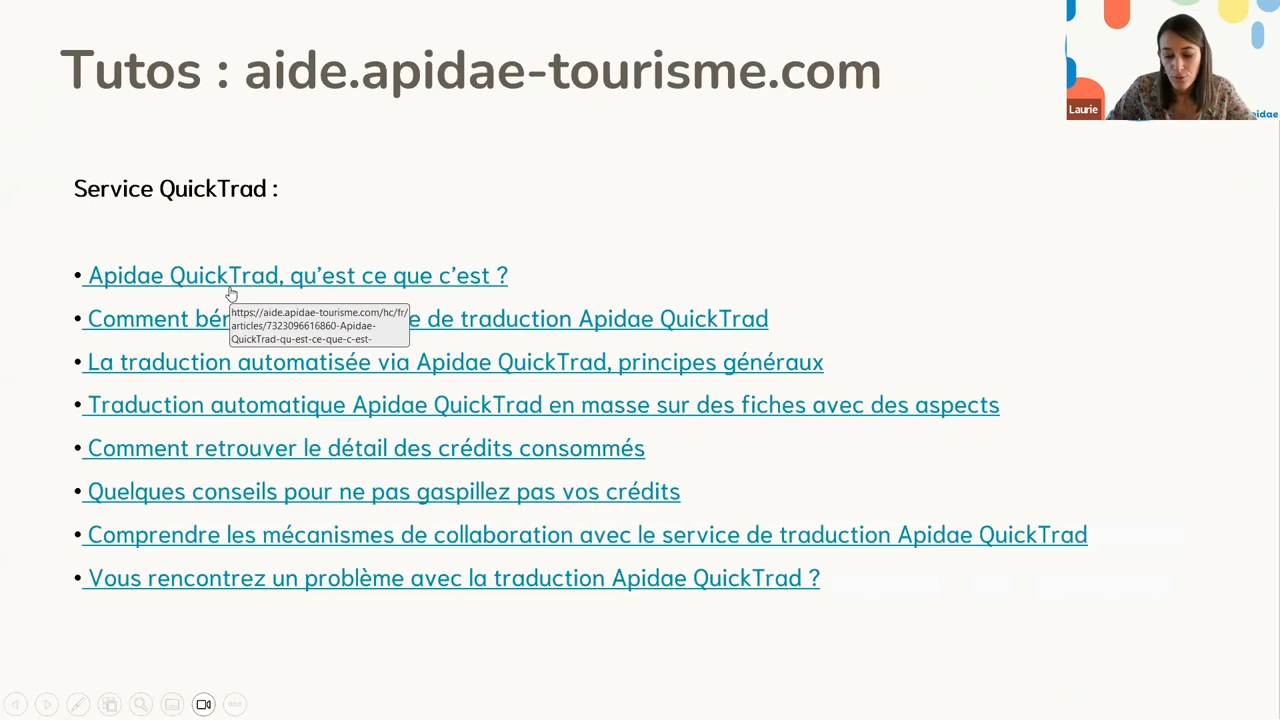 Tutos : aide.apidae-tourisme.com
Laurie
idae
Service QuickTrad :
• Apidae QuickTrad, qu’est ce que c’est ?
https://aide.apidae-tourisme.com/hc/fr/
articles/7323096616860-Apidae-
QuickTrad-qu-est-ce-que-c-est-
• Comment bé e de traduction Apidae QuickTrad
• La traduction automatisée via Apidae QuickTrad, principes généraux
• Traduction automatique Apidae QuickTrad en masse sur des fiches avec des aspects
• Comment retrouver le détail des crédits consommés
• Quelques conseils pour ne pas gaspillez pas vos crédits
• Comprendre les mécanismes de collaboration avec le service de traduction Apidae QuickTrad
• Vous rencontrez un problème avec la traduction Apidae QuickTrad ?